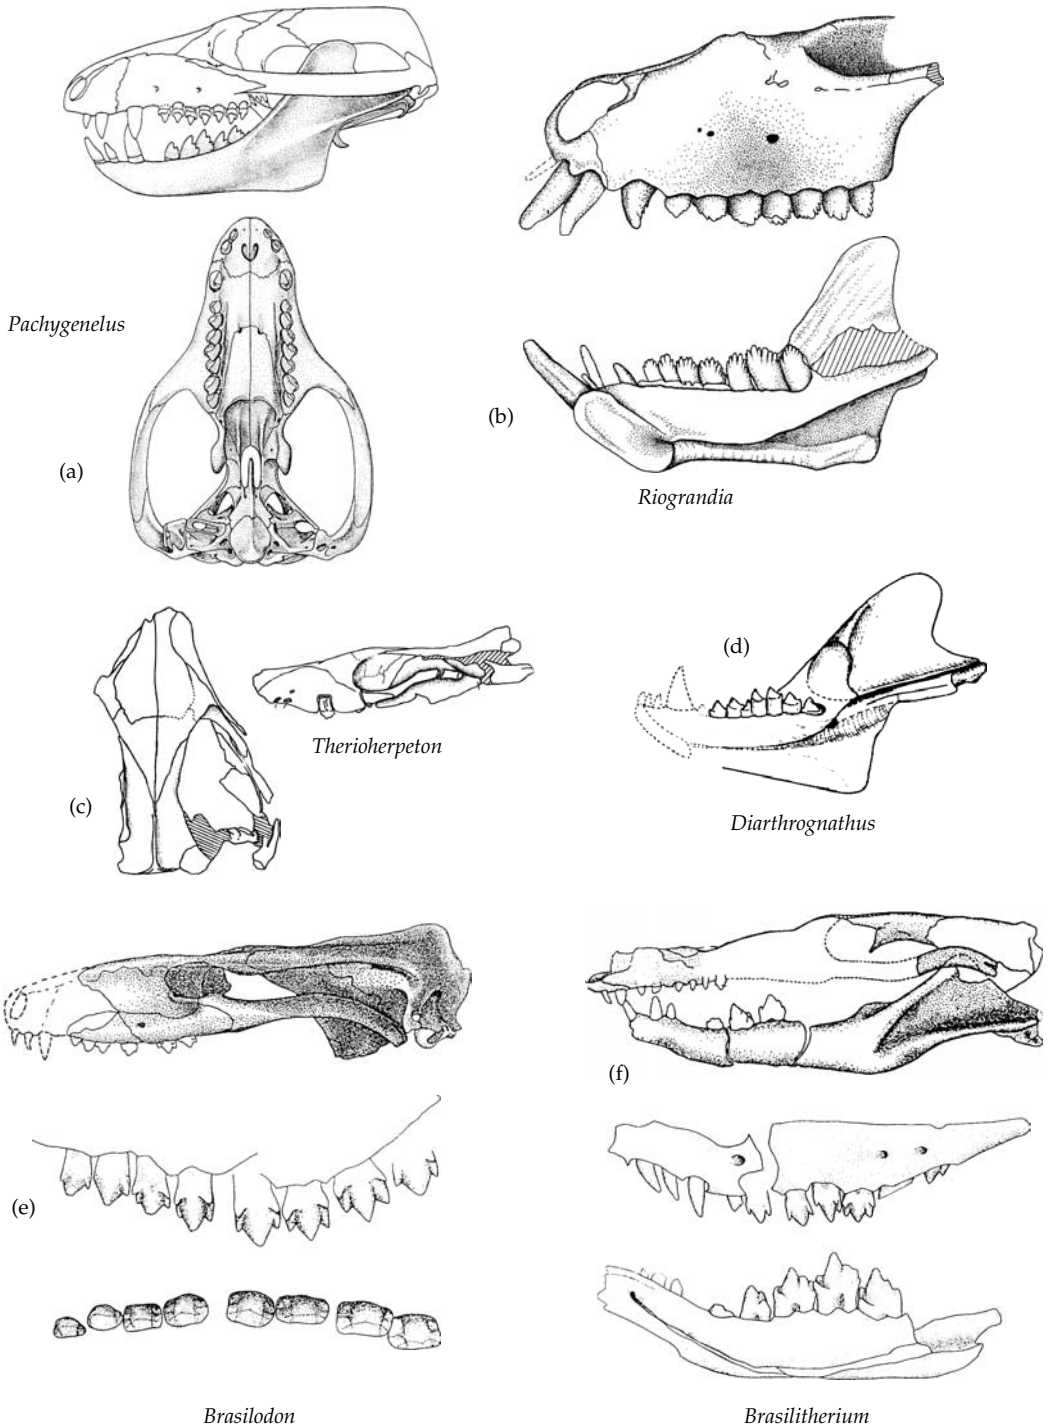 Pachygenelus
(a)
(b)
Riograndia
(c)
Therioherpeton
(d)
Diarthrognathus
(e)
Brasilodon
(f)
Brasilitherium